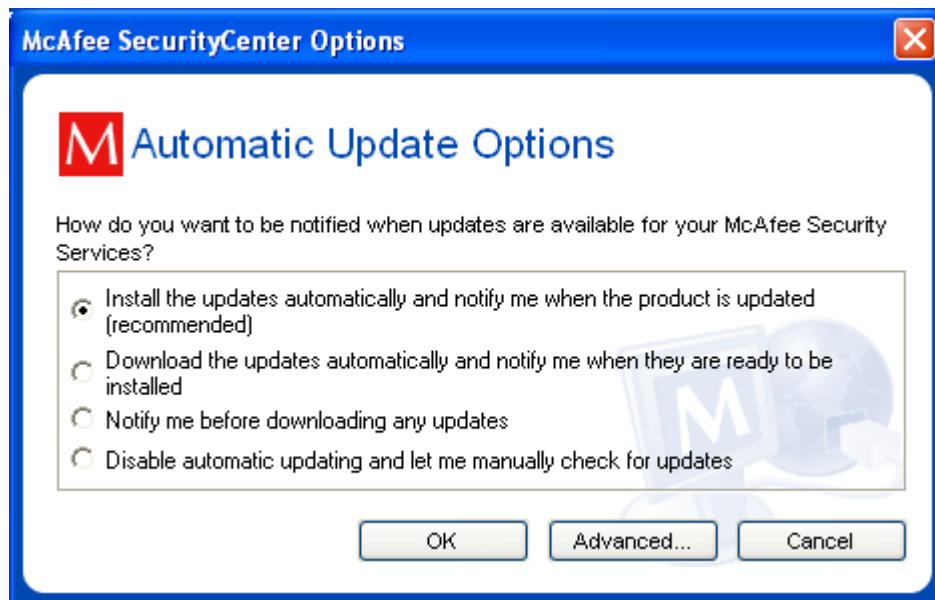 McAfee SecurityCenter Options
M Automatic Update Options
How do you want to be notified when updates are available for your McAfee Security
Services?
Install the updates automatically and notify me when the product is updated
(recommended)
Download the updates automatically and notify me when they are ready to be
installed
Notify me before downloading any updates
Disable automatic updating and let me manually check for updates
M
OK Advanced... Cancel